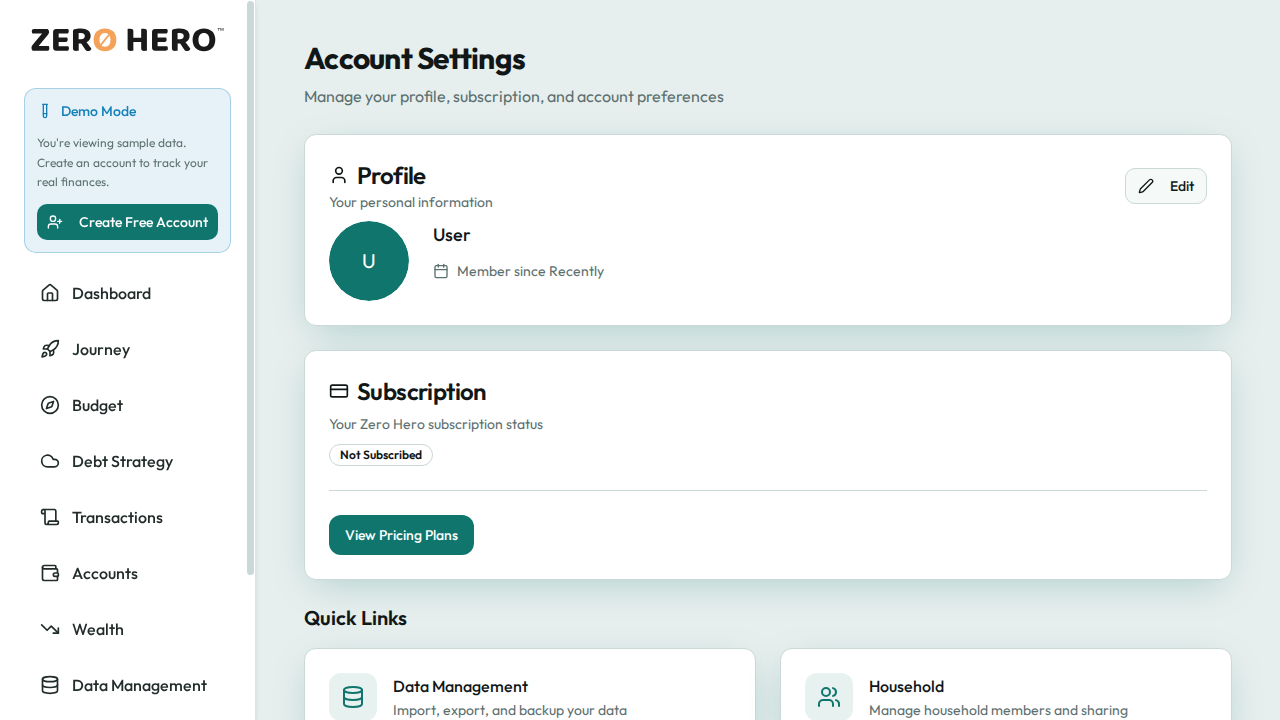 ZERO HERO™
Demo Mode
You're viewing sample data.
Create an account to track your
real finances.
Create Free Account
Dashboard
Journey
Budget
Debt Strategy
Transactions
Accounts
Wealth
Data Management
Account Settings
Manage your profile, subscription, and account preferences
Profile
Your personal information
Edit
U
User
Member since Recently
Subscription
Your Zero Hero subscription status
Not Subscribed
View Pricing Plans
Quick Links
Data Management
Import, export, and backup your data
Household
Manage household members and sharing